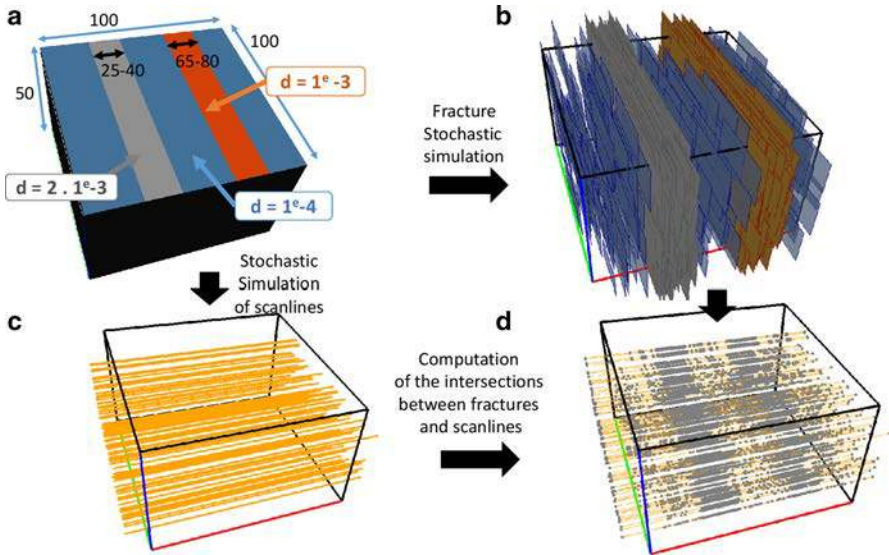 a
100
100
50
25-40
65-80
d = 1ᵉ -3
d = 2 . 1ᵉ-3
d = 1ᵉ-4
Fracture
Stochastic
simulation
b
Stochastic
Simulation
of scanlines
c
Computation
of the intersections
between fractures
and scanlines
d